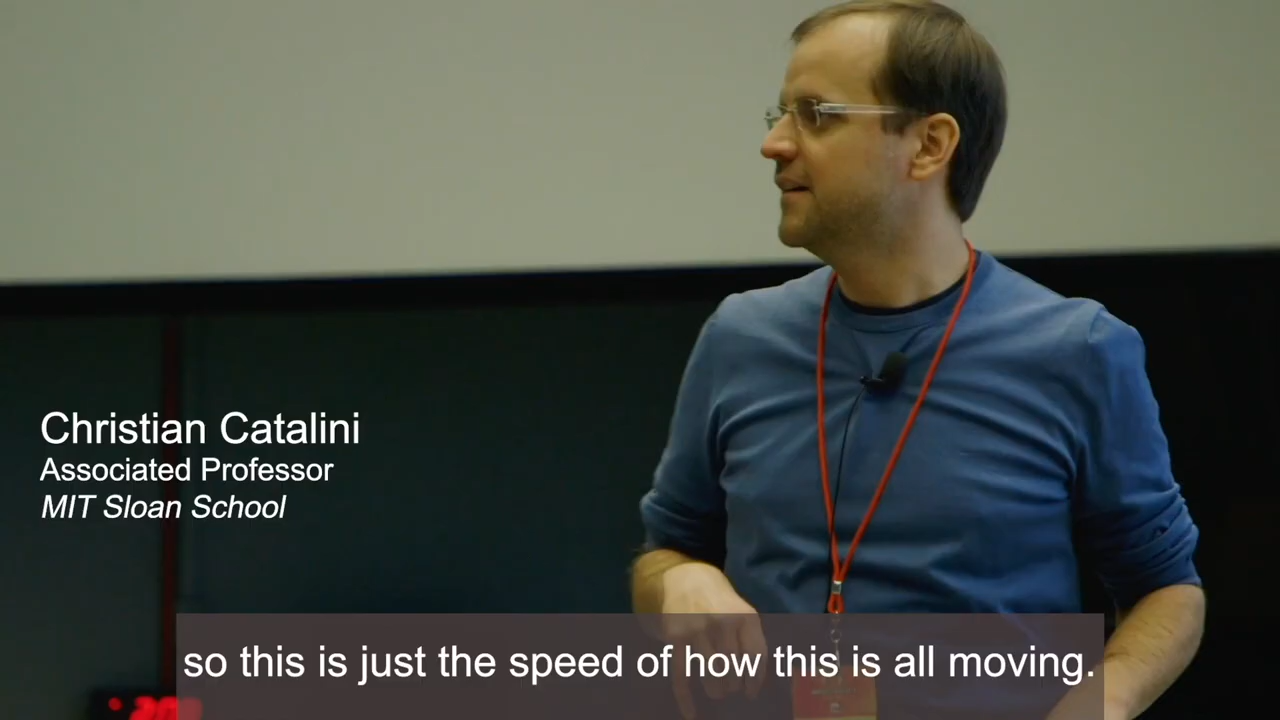 Christian Catalini
Associated Professor
MIT Sloan School
so this is just the speed of how this is all moving.